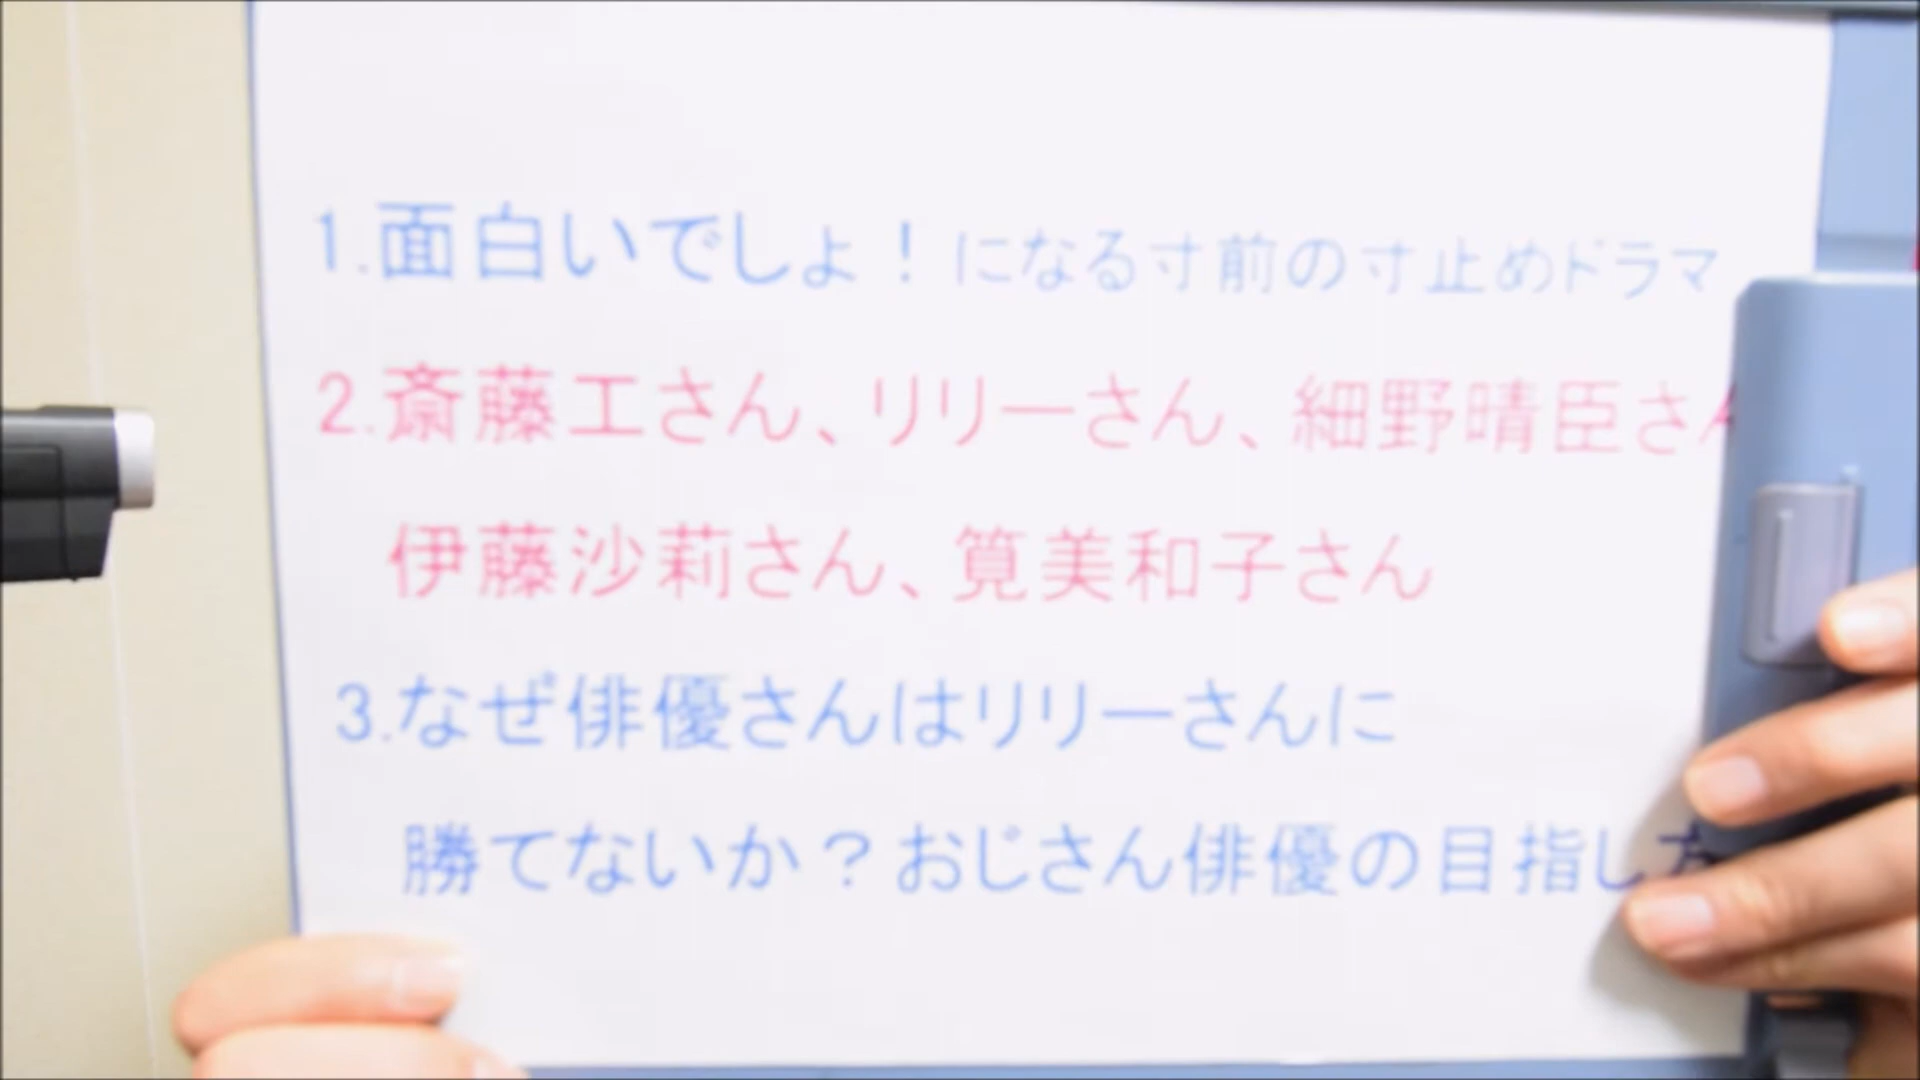 1.面白いでしょ！になる寸前の寸止めドラマ
2.斎藤工さん、リリーさん、細野晴臣さん
伊藤沙莉さん、筧美和子さん
3.なぜ俳優さんはリリーさんに
勝てないか？おじさん俳優の目指し方